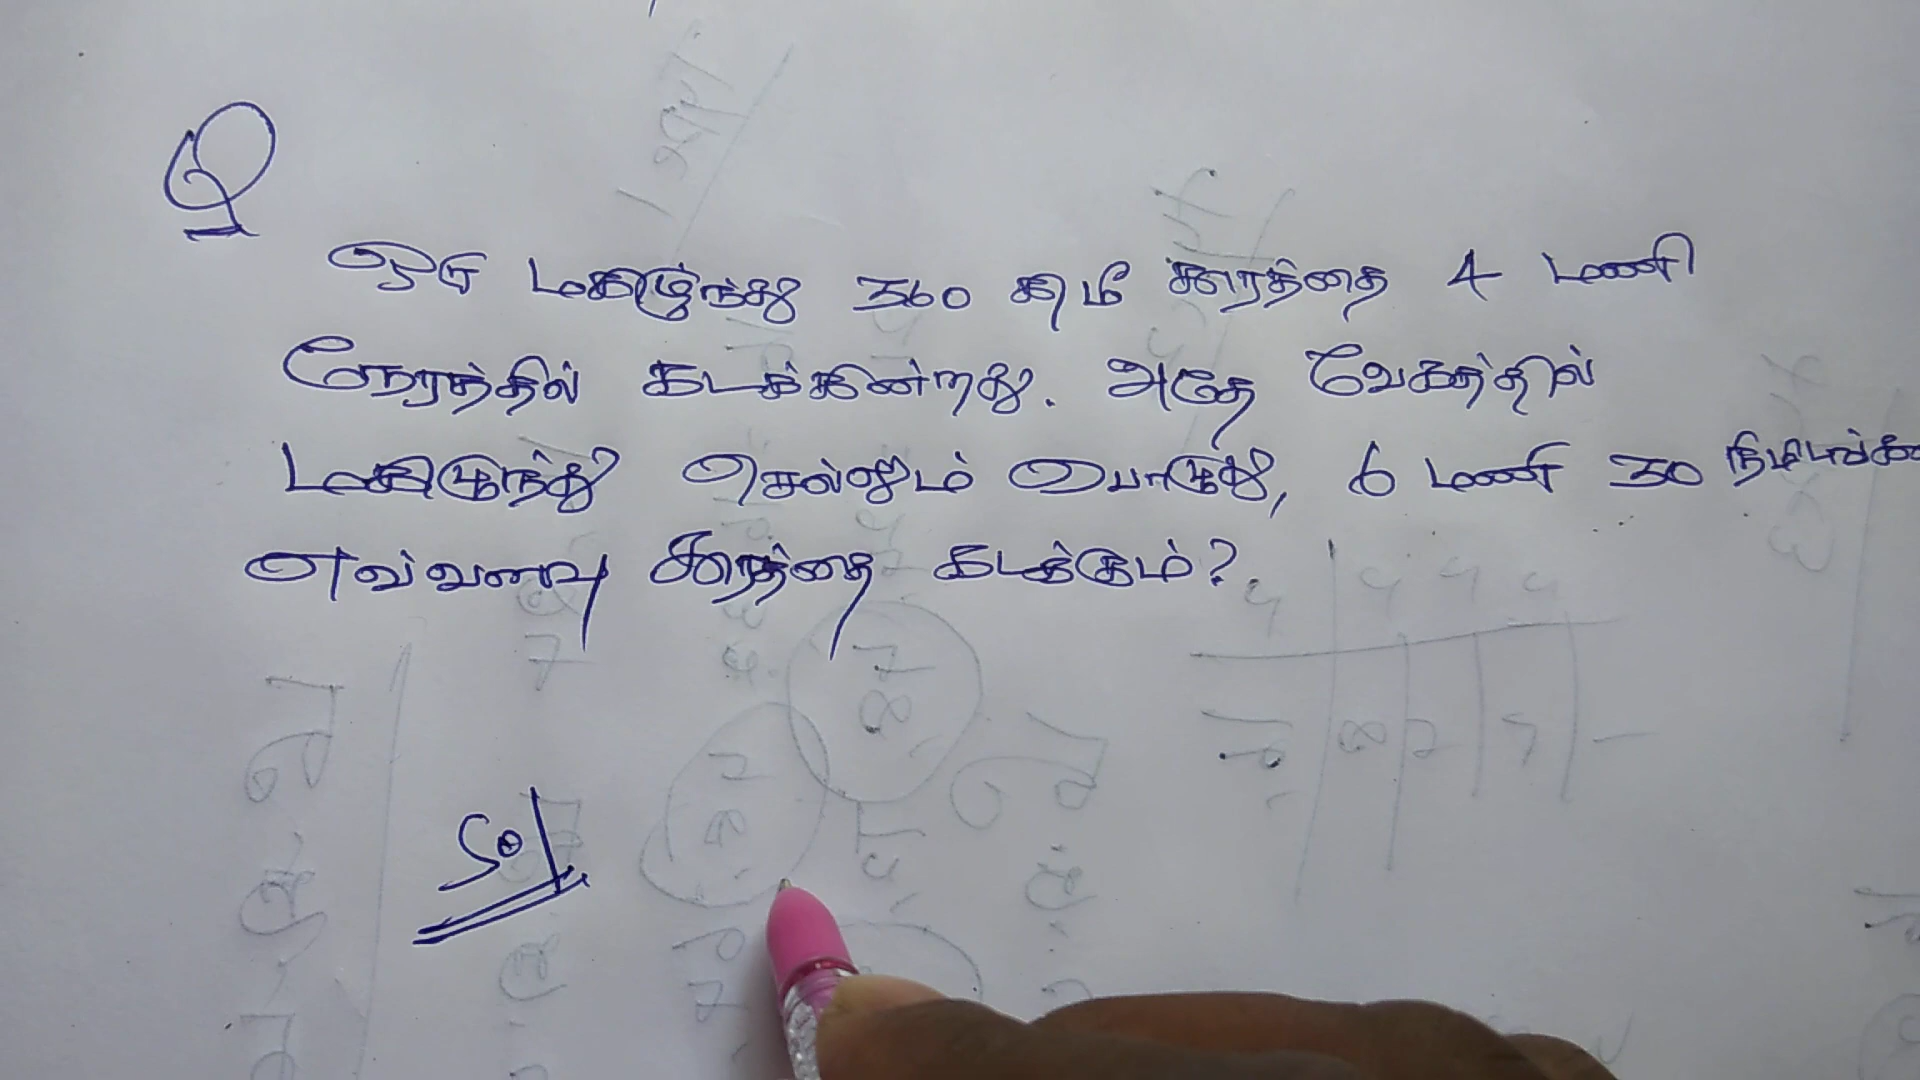 Q
ஒரு மகிழுந்து 360 கிமீ தூரத்தை 4 மணி
நேரத்தில் கடக்கின்றது. அதே வேகத்தில்
மகிழுந்து செல்லும் பொழுது, 6 மணி 30 நிமிடங்க
எவ்வளவு தூரத்தை கடக்கும்?.
Sol